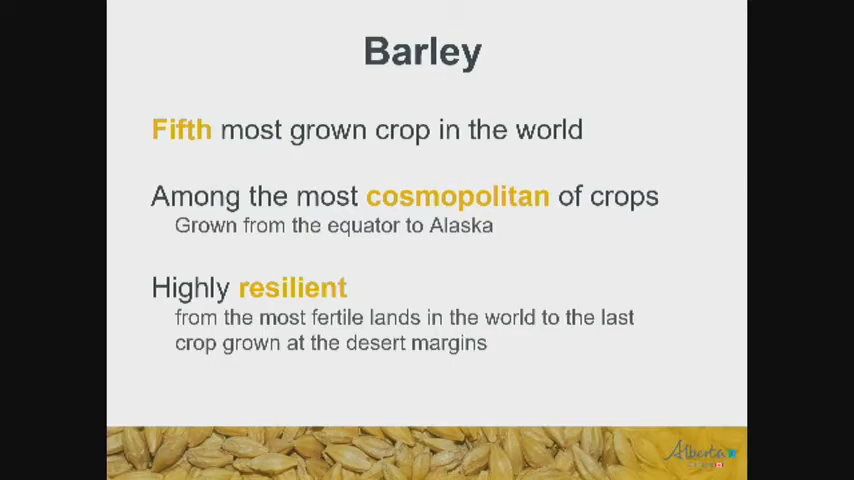 Barley
Fifth most grown crop in the world
Among the most cosmopolitan of crops
Grown from the equator to Alaska
Highly resilient
from the most fertile lands in the world to the last
crop grown at the desert margins
Alberta